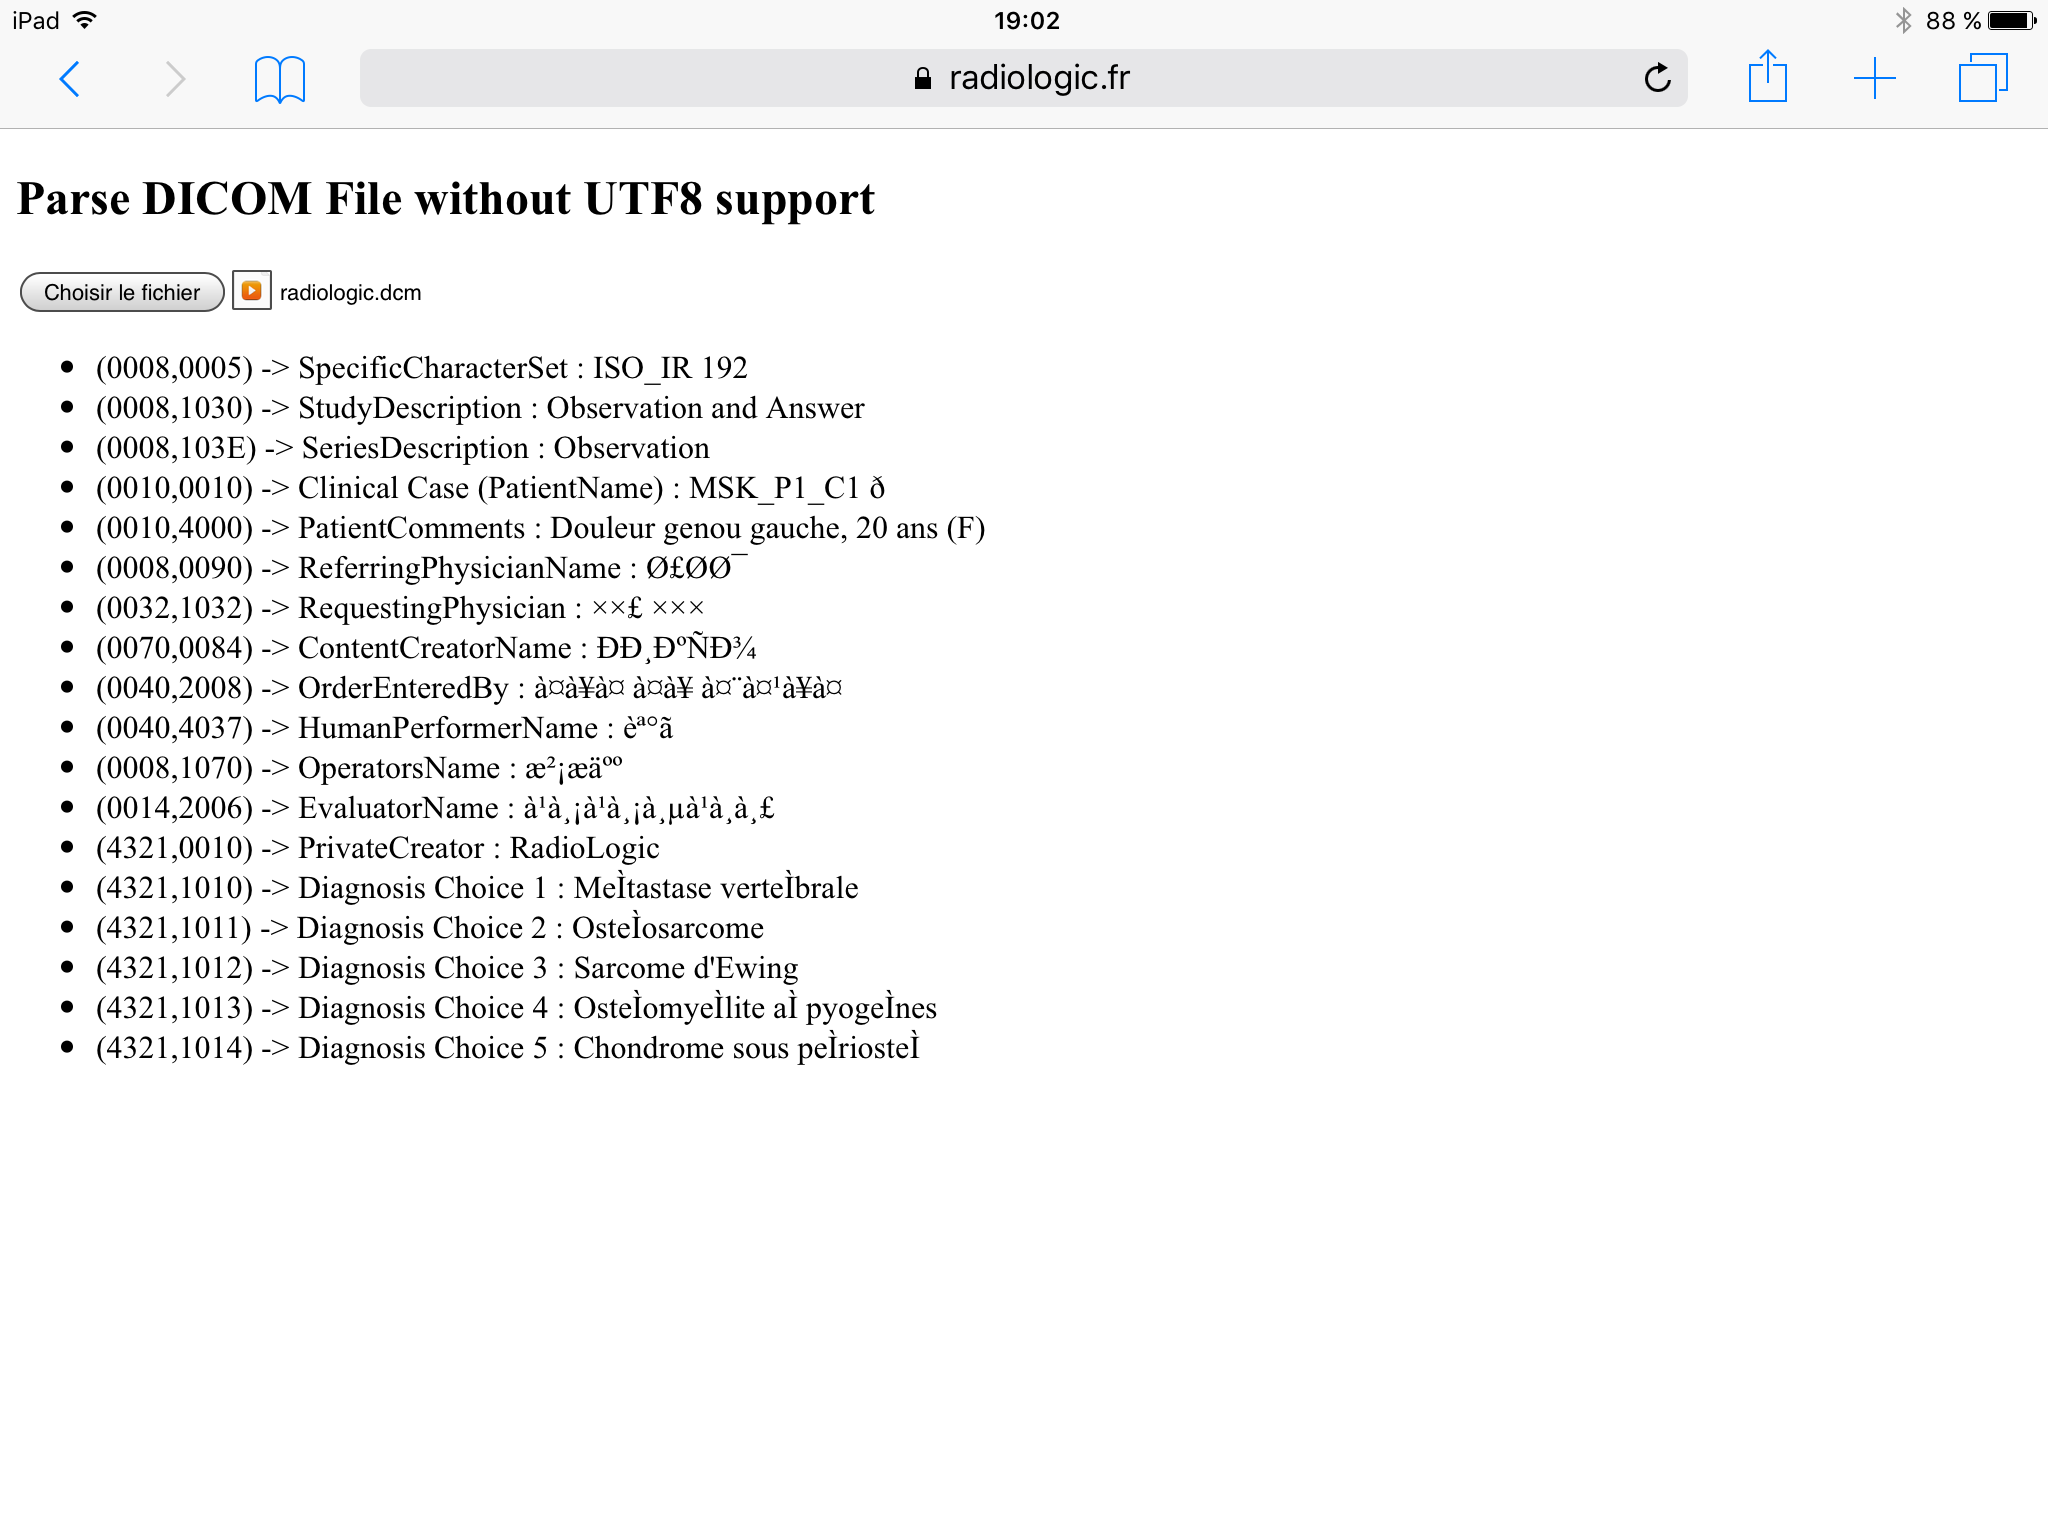 iPad 19:02 88 %
radiologic.fr
Parse DICOM File without UTF8 support
Choisir le fichier radiologic.dcm
(0008,0005) -> SpecificCharacterSet : ISO_IR 192
(0008,1030) -> StudyDescription : Observation and Answer
(0008,103E) -> SeriesDescription : Observation
(0010,0010) -> Clinical Case (PatientName) : MSK_P1_C1 ð
(0010,4000) -> PatientComments : Douleur genou gauche, 20 ans (F)
(0008,0090) -> ReferringPhysicianName : Ø£ØØ¯
(0032,1032) -> RequestingPhysician : ××£ ×××
(0070,0084) -> ContentCreatorName : ÐÐ¸ÐºÑÐ¾
(0040,2008) -> OrderEnteredBy : à¤à¥à¤ à¤à¥ à¤¨à¤¹à¥à¤
(0040,4037) -> HumanPerformerName : èª°ã
(0008,1070) -> OperatorsName : æ²¡æäºº
(0014,2006) -> EvaluatorName : à¹à¸¡à¹à¸¡à¸µà¹à¸à¸£
(4321,0010) -> PrivateCreator : RadioLogic
(4321,1010) -> Diagnosis Choice 1 : MeÌtastase verteÌbrale
(4321,1011) -> Diagnosis Choice 2 : OsteÌosarcome
(4321,1012) -> Diagnosis Choice 3 : Sarcome d'Ewing
(4321,1013) -> Diagnosis Choice 4 : OsteÌomyeÌlite aÌ pyogeÌnes
(4321,1014) -> Diagnosis Choice 5 : Chondrome sous peÌriosteÌ